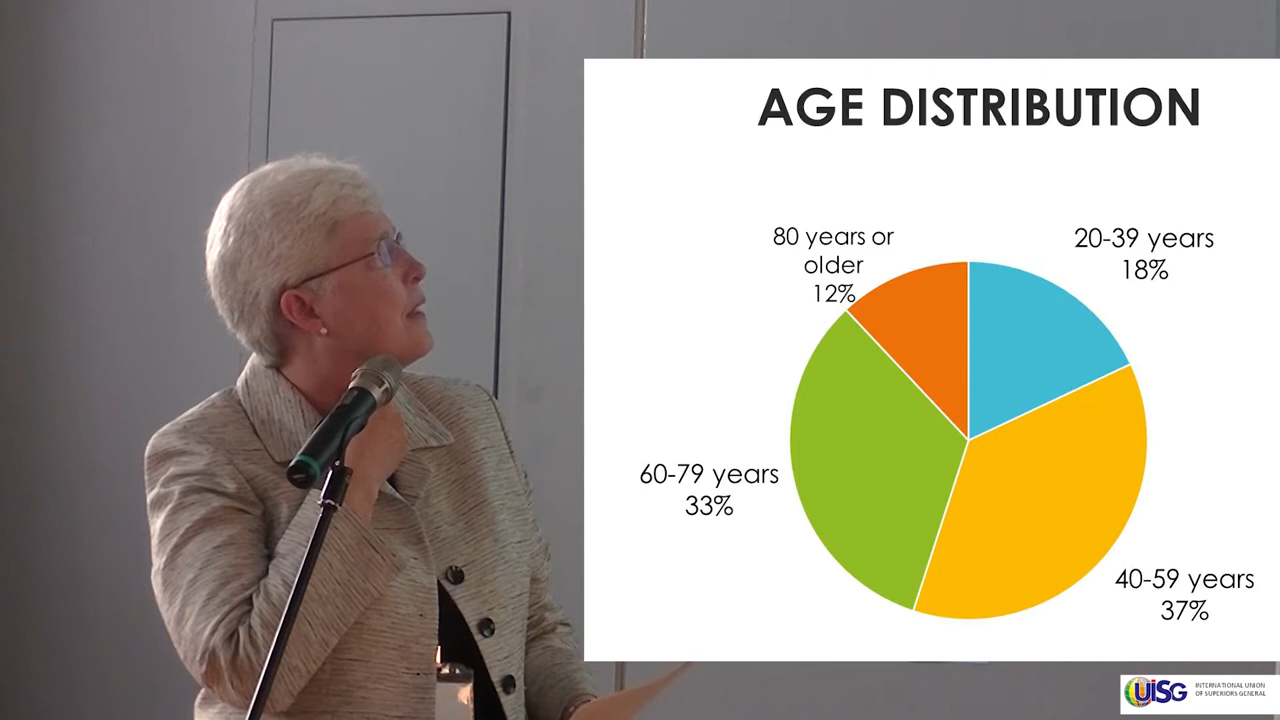 AGE DISTRIBUTION
80 years or
older
12%
20-39 years
18%
60-79 years
33%
40-59 years
37%
UISG
INTERNATIONAL UNION
OF SUPERIORS GENERAL